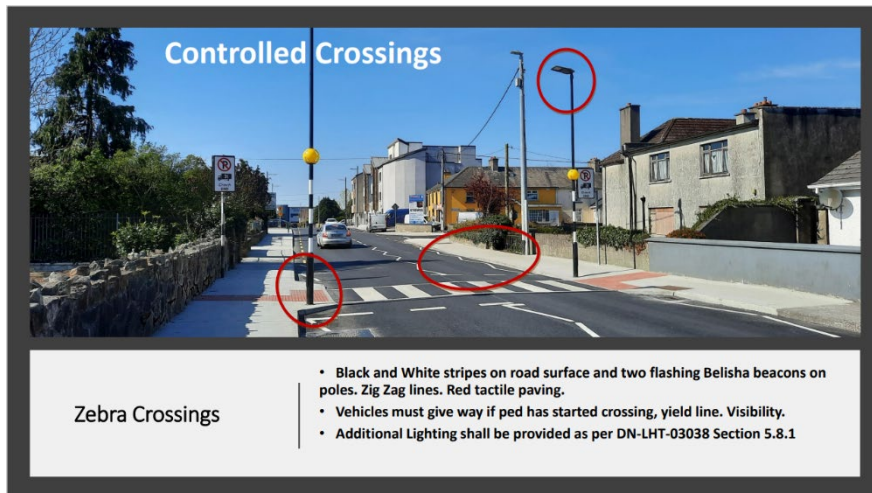 Controlled Crossings
Zebra Crossings
• Black and White stripes on road surface and two flashing Belisha beacons on
poles. Zig Zag lines. Red tactile paving.
• Vehicles must give way if ped has started crossing, yield line. Visibility.
• Additional Lighting shall be provided as per DN-LHT-03038 Section 5.8.1